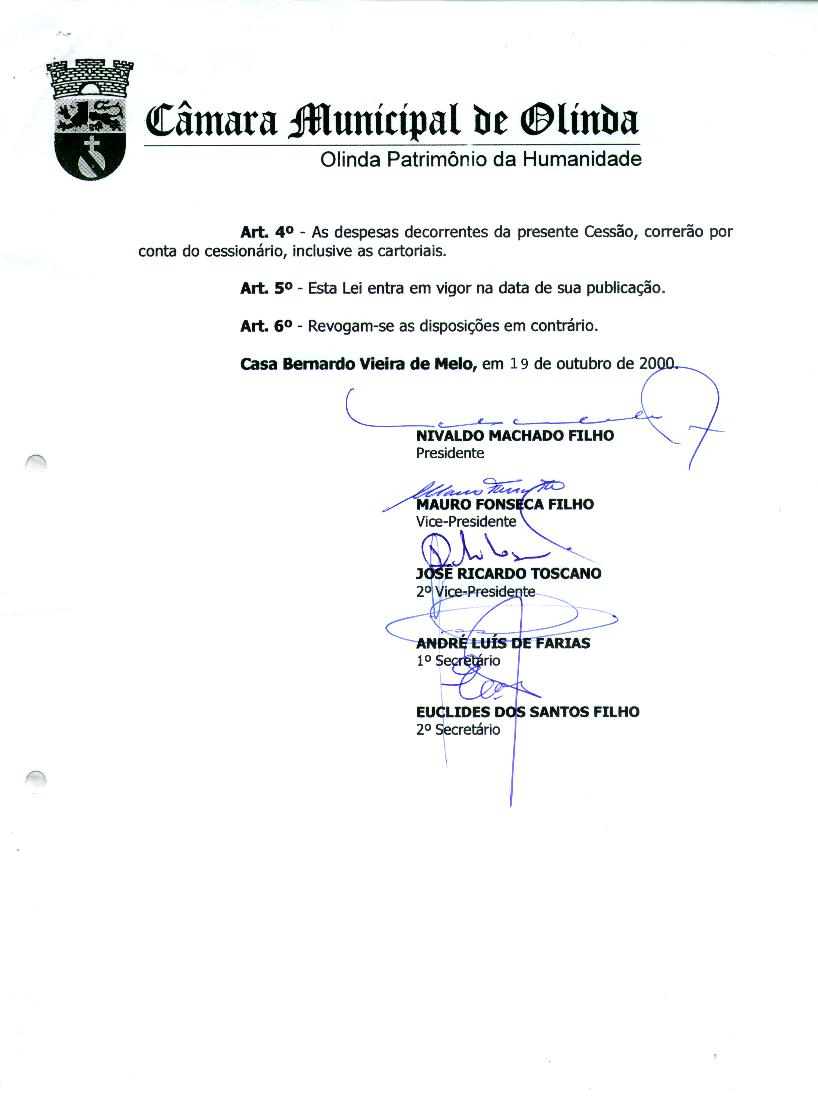 Câmara Municipal de Olinda
Olinda Patrimônio da Humanidade
Art. 4º - As despesas decorrentes da presente Cessão, correrão por
conta do cessionário, inclusive as cartoriais.
Art. 5º - Esta Lei entra em vigor na data de sua publicação.
Art. 6º - Revogam-se as disposições em contrário.
Casa Bernardo Vieira de Melo, em 19 de outubro de 2000.
NIVALDO MACHADO FILHO
Presidente
MAURO FONSECA FILHO
Vice-Presidente
JOSÉ RICARDO TOSCANO
2º Vice-Presidente
ANDRÉ LUÍS DE FARIAS
1º Secretário
EUCLIDES DOS SANTOS FILHO
2º Secretário